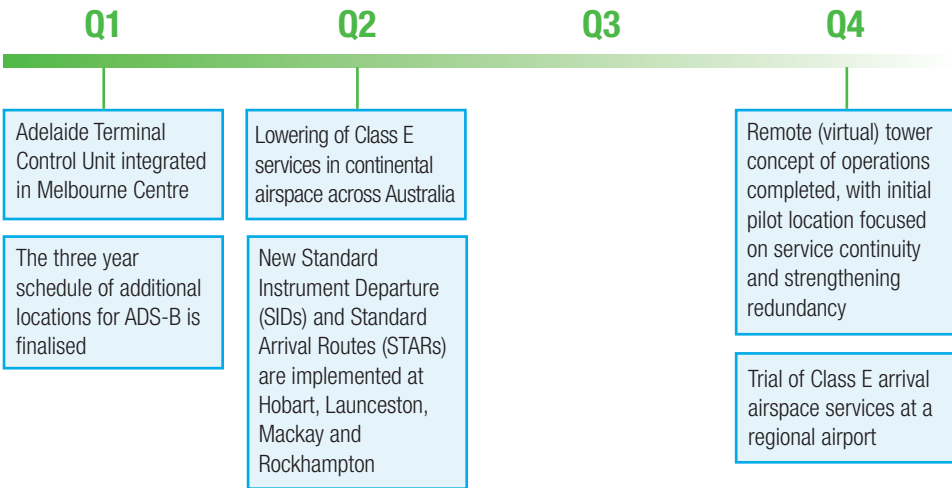 Q1
Q2
Q3
Q4
Adelaide Terminal
Control Unit integrated
in Melbourne Centre
The three year
schedule of additional
locations for ADS-B is
finalised
Lowering of Class E
services in continental
airspace across Australia
New Standard
Instrument Departure
(SIDs) and Standard
Arrival Routes (STARs)
are implemented at
Hobart, Launceston,
Mackay and
Rockhampton
Remote (virtual) tower
concept of operations
completed, with initial
pilot location focused
on service continuity
and strengthening
redundancy
Trial of Class E arrival
airspace services at a
regional airport